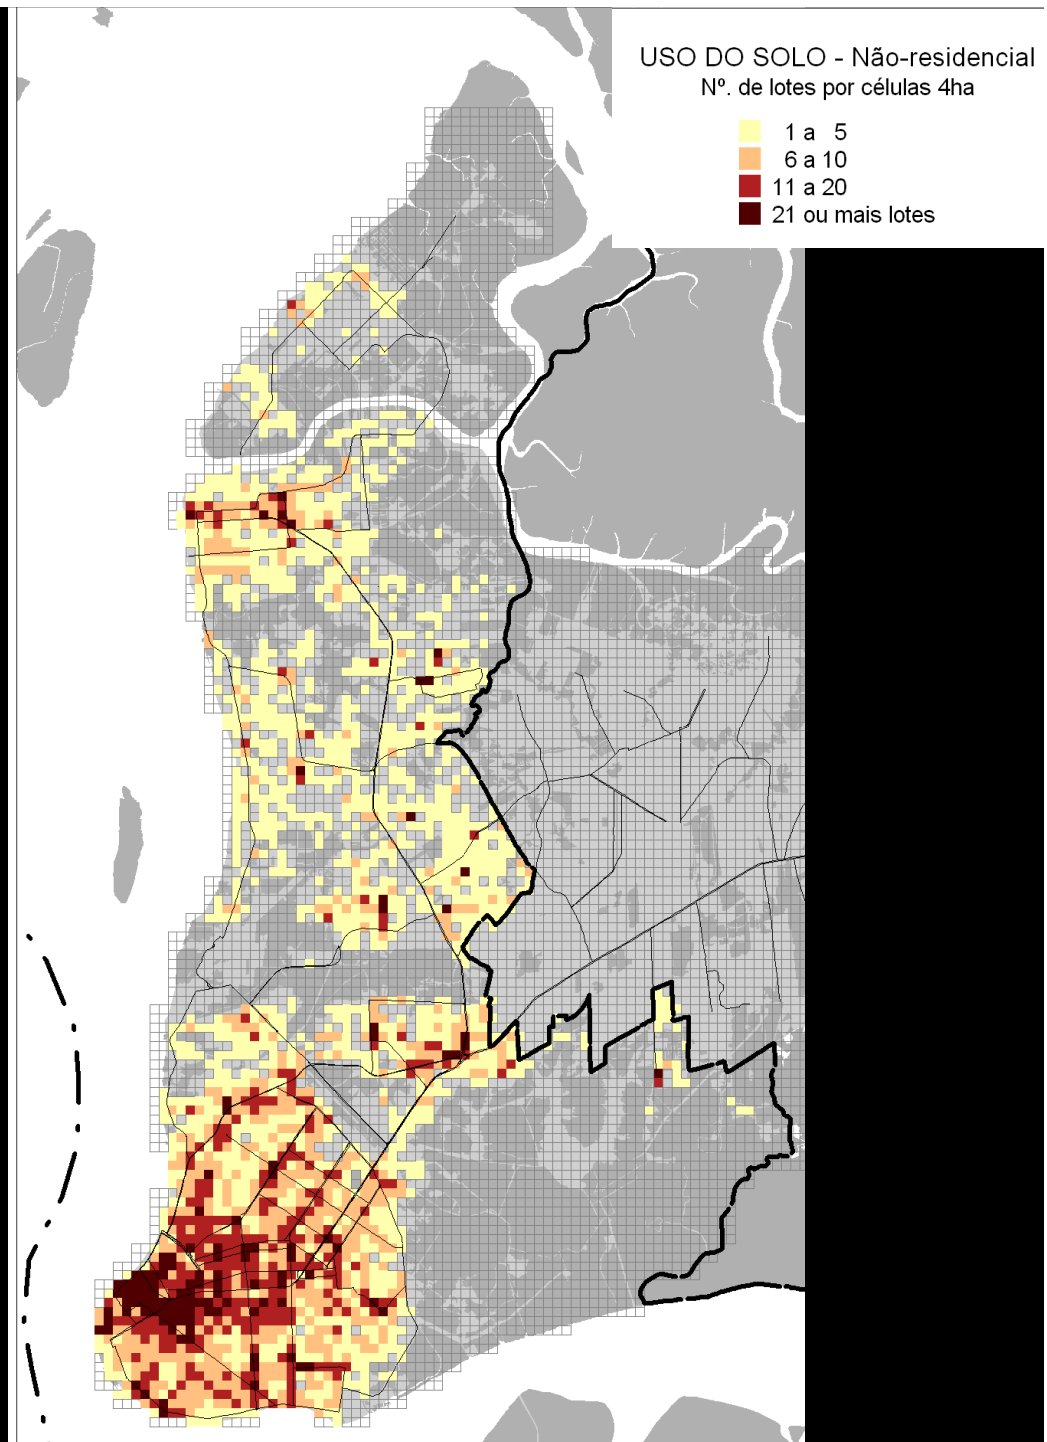 USO DO SOLO - Não-residencial
Nº. de lotes por células 4ha
1 a 5
6 a 10
11 a 20
21 ou mais lotes